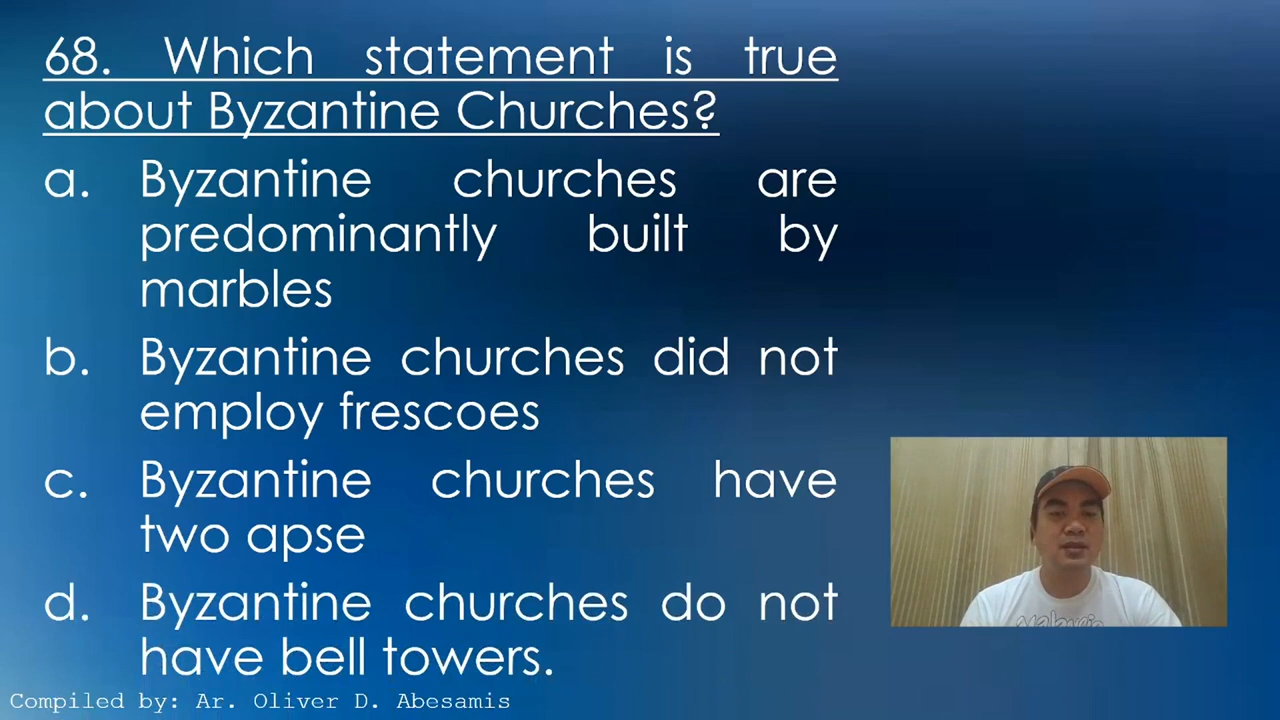 68. Which statement is true
about Byzantine Churches?
a. Byzantine churches are
predominantly built by
marbles
b. Byzantine churches did not
employ frescoes
c. Byzantine churches have
two apse
d. Byzantine churches do not
have bell towers.
Compiled by: Ar. Oliver D. Abesamis